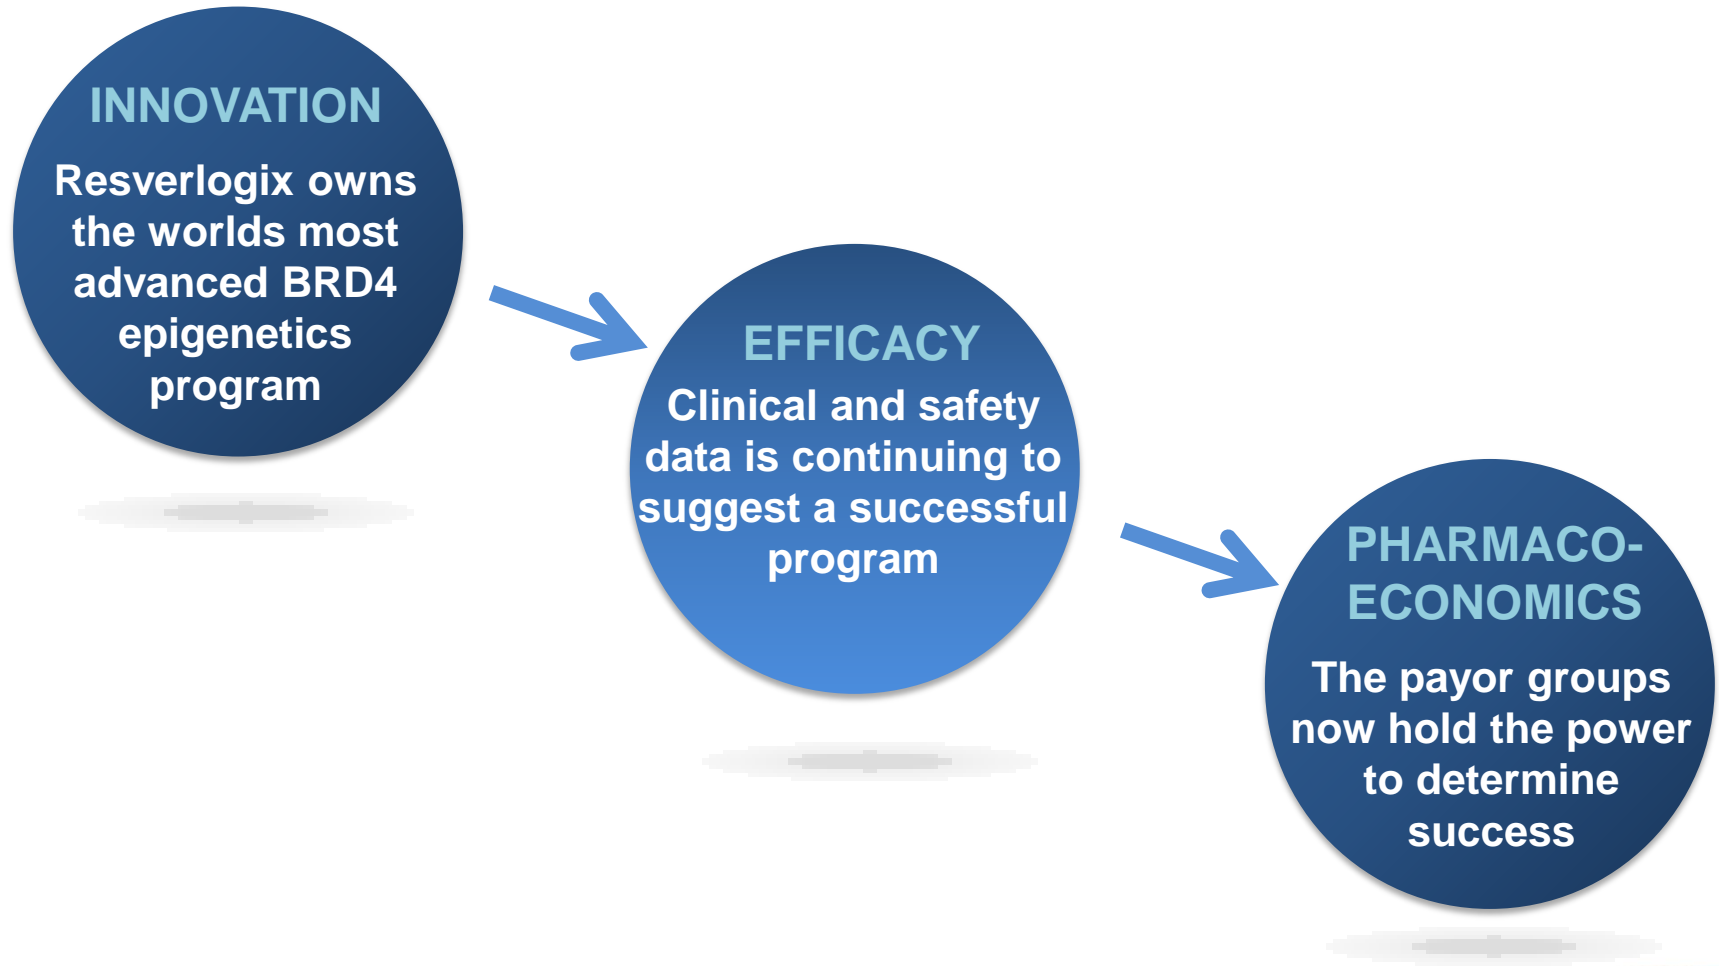 INNOVATION
Resverlogix owns
the worlds most
advanced BRD4
epigenetics
program
EFFICACY
Clinical and safety
data is continuing to
suggest a successful
program
PHARMACO-
ECONOMICS
The payor groups
now hold the power
to determine
success